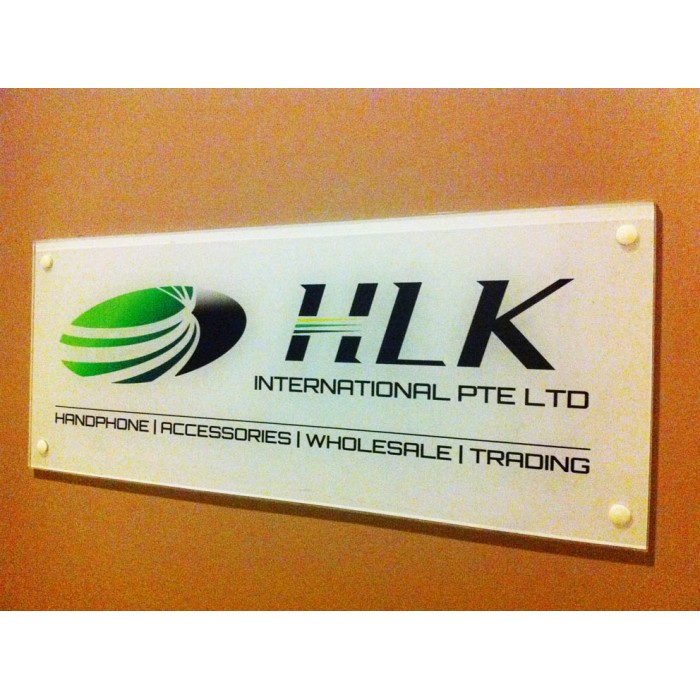 HLK
INTERNATIONAL PTE LTD
HANDPHONE | ACCESSORIES | WHOLESALE | TRADING